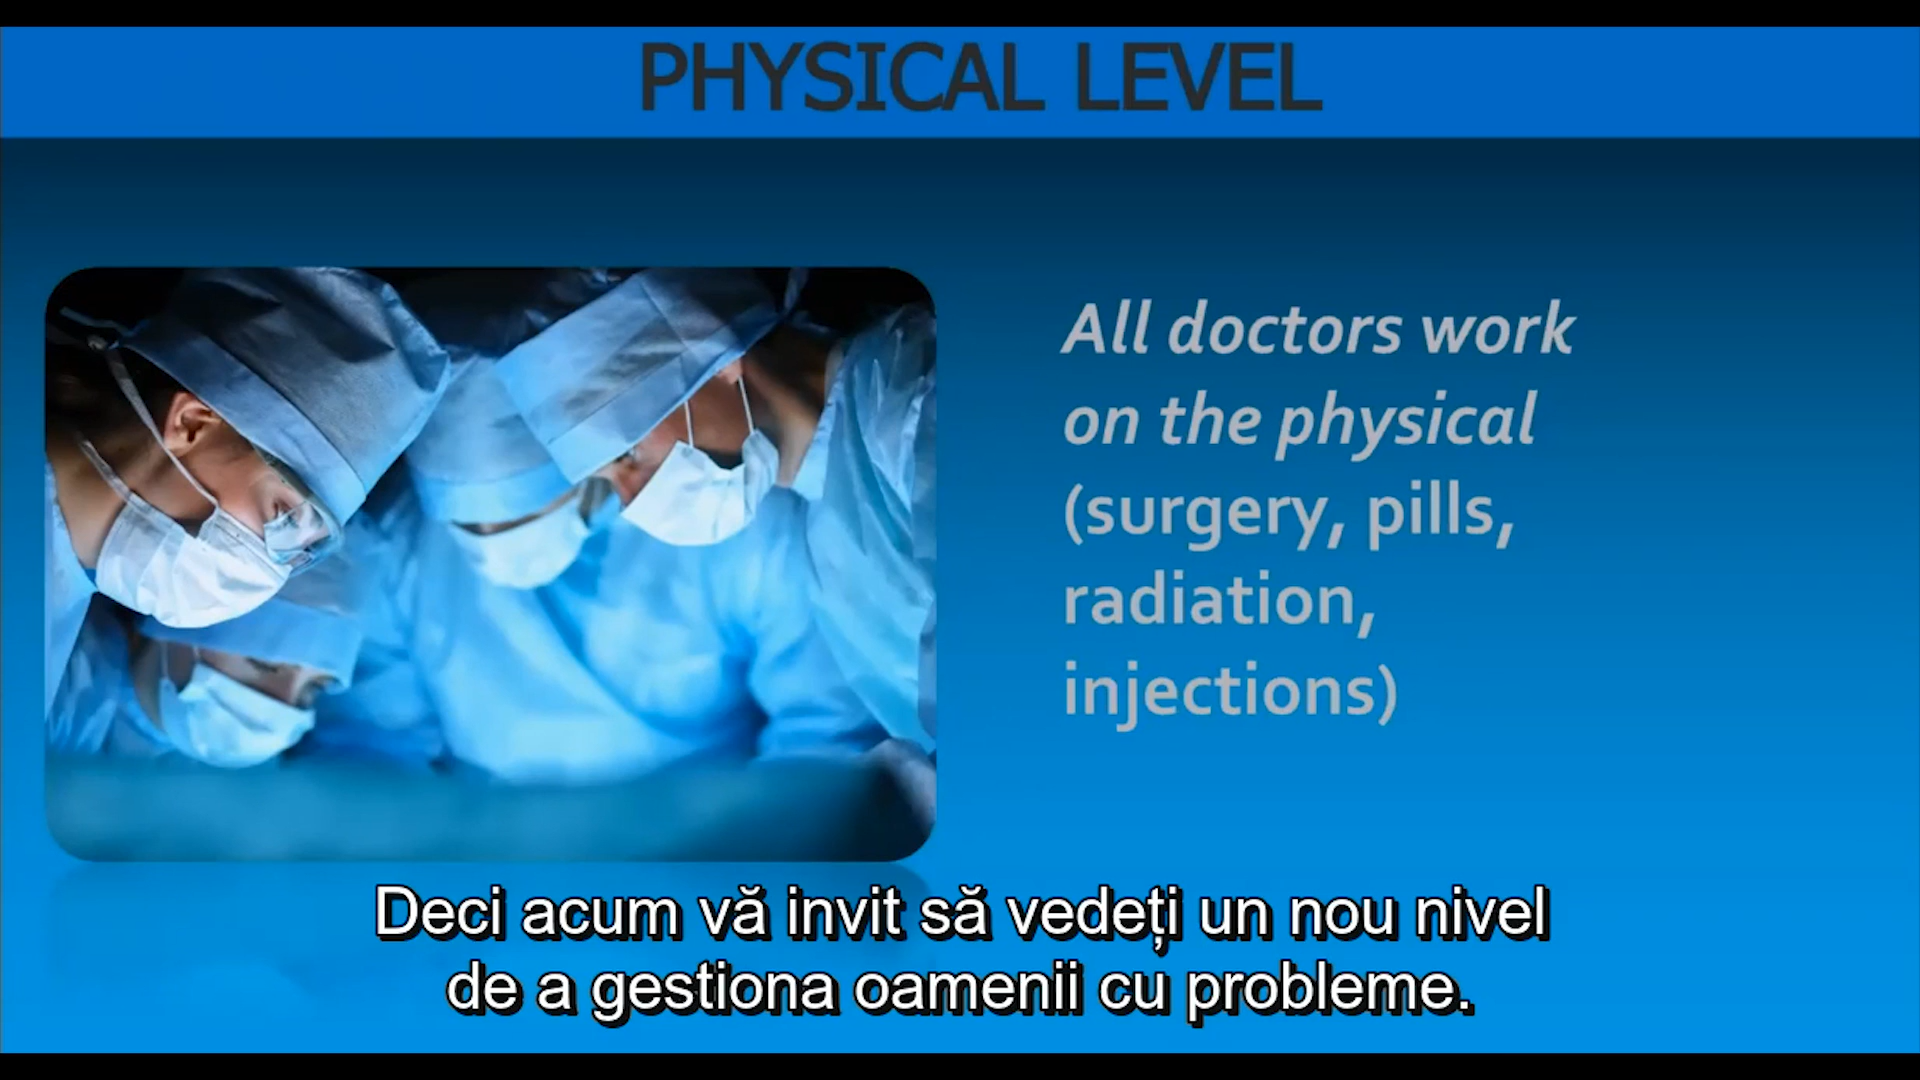 PHYSICAL LEVEL
All doctors work
on the physical
(surgery, pills,
radiation,
injections)
Deci acum vă invit să vedeți un nou nivel
de a gestiona oamenii cu probleme.